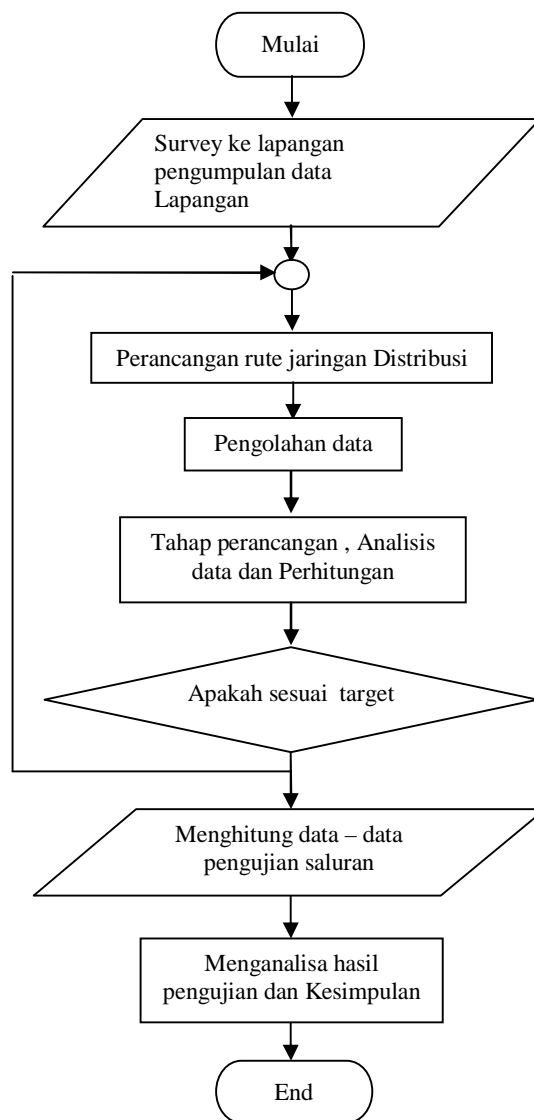 Mulai
Survey ke lapangan
pengumpulan data
Lapangan
Perancangan rute jaringan Distribusi
Pengolahan data
Tahap perancangan , Analisis
data dan Perhitungan
Apakah sesuai target
Menghitung data – data
pengujian saluran
Menganalisa hasil
pengujian dan Kesimpulan
End